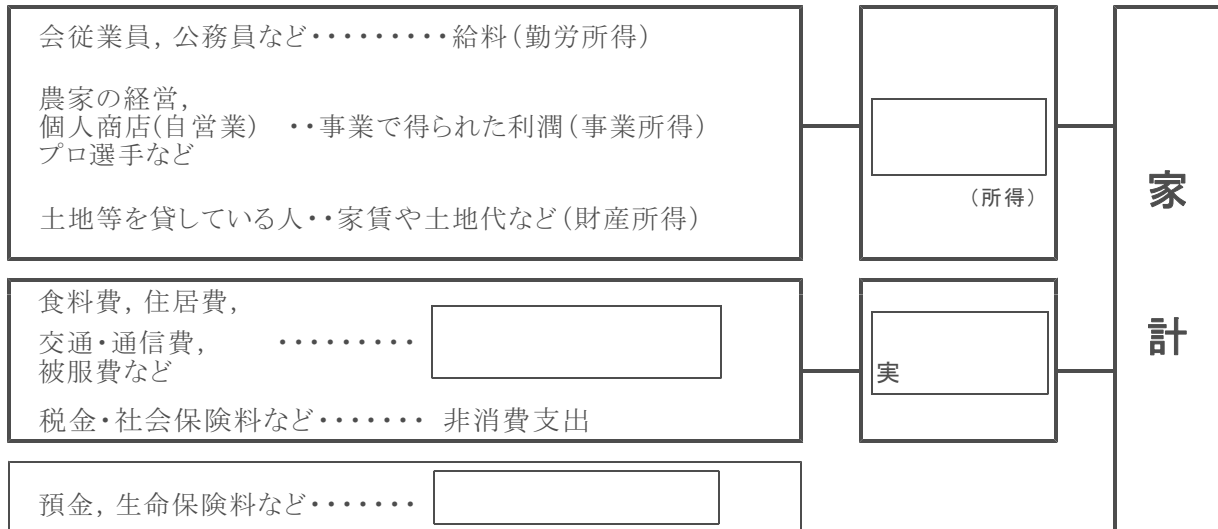 会従業員, 公務員など・・・・・・・・・給料(勤労所得)
農家の経営,
個人商店(自営業) ・・事業で得られた利潤(事業所得)
プロ選手など
土地等を貸している人・・家賃や土地代など(財産所得)
(所得)
家
計
食料費, 住居費,
交通・通信費, ・・・・・・・・・
被服費など
実
税金・社会保険料など・・・・・・・ 非消費支出
預金, 生命保険料など・・・・・・・